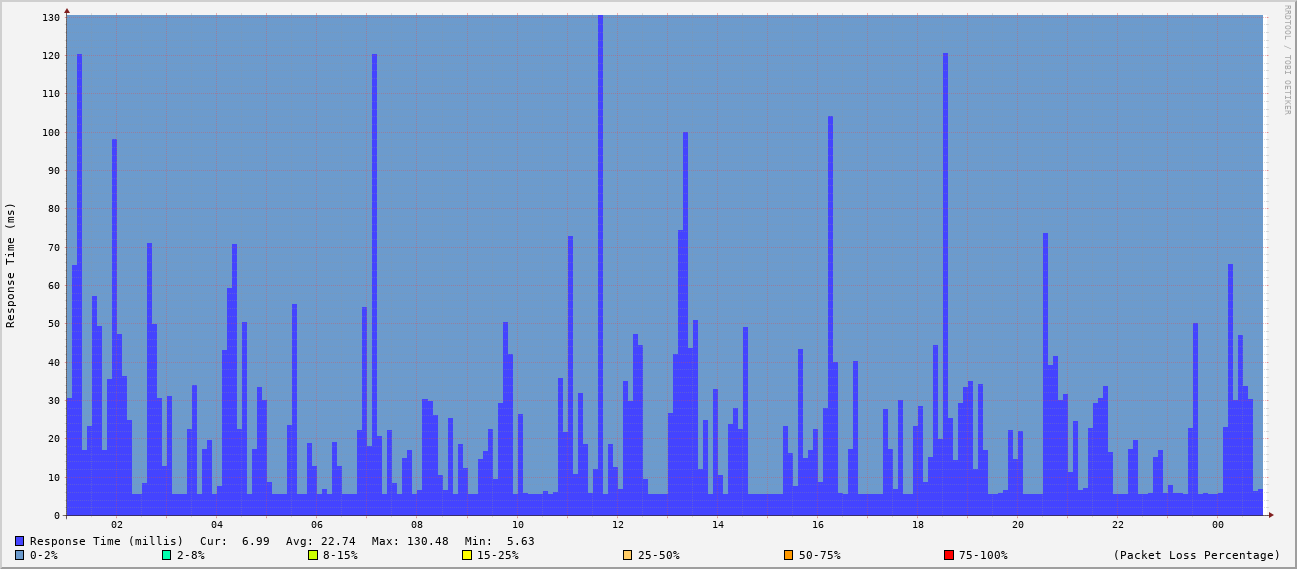 RRDTOOL / TOBI OETIKER
Response Time (ms)
130
120
110
100
90
80
70
60
50
40
30
20
10
0
02 04 06 08 10 12 14 16 18 20 22 00
Response Time (millis) Cur: 6.99 Avg: 22.74 Max: 130.48 Min: 5.63
0-2% 2-8% 8-15% 15-25% 25-50% 50-75% 75-100% (Packet Loss Percentage)